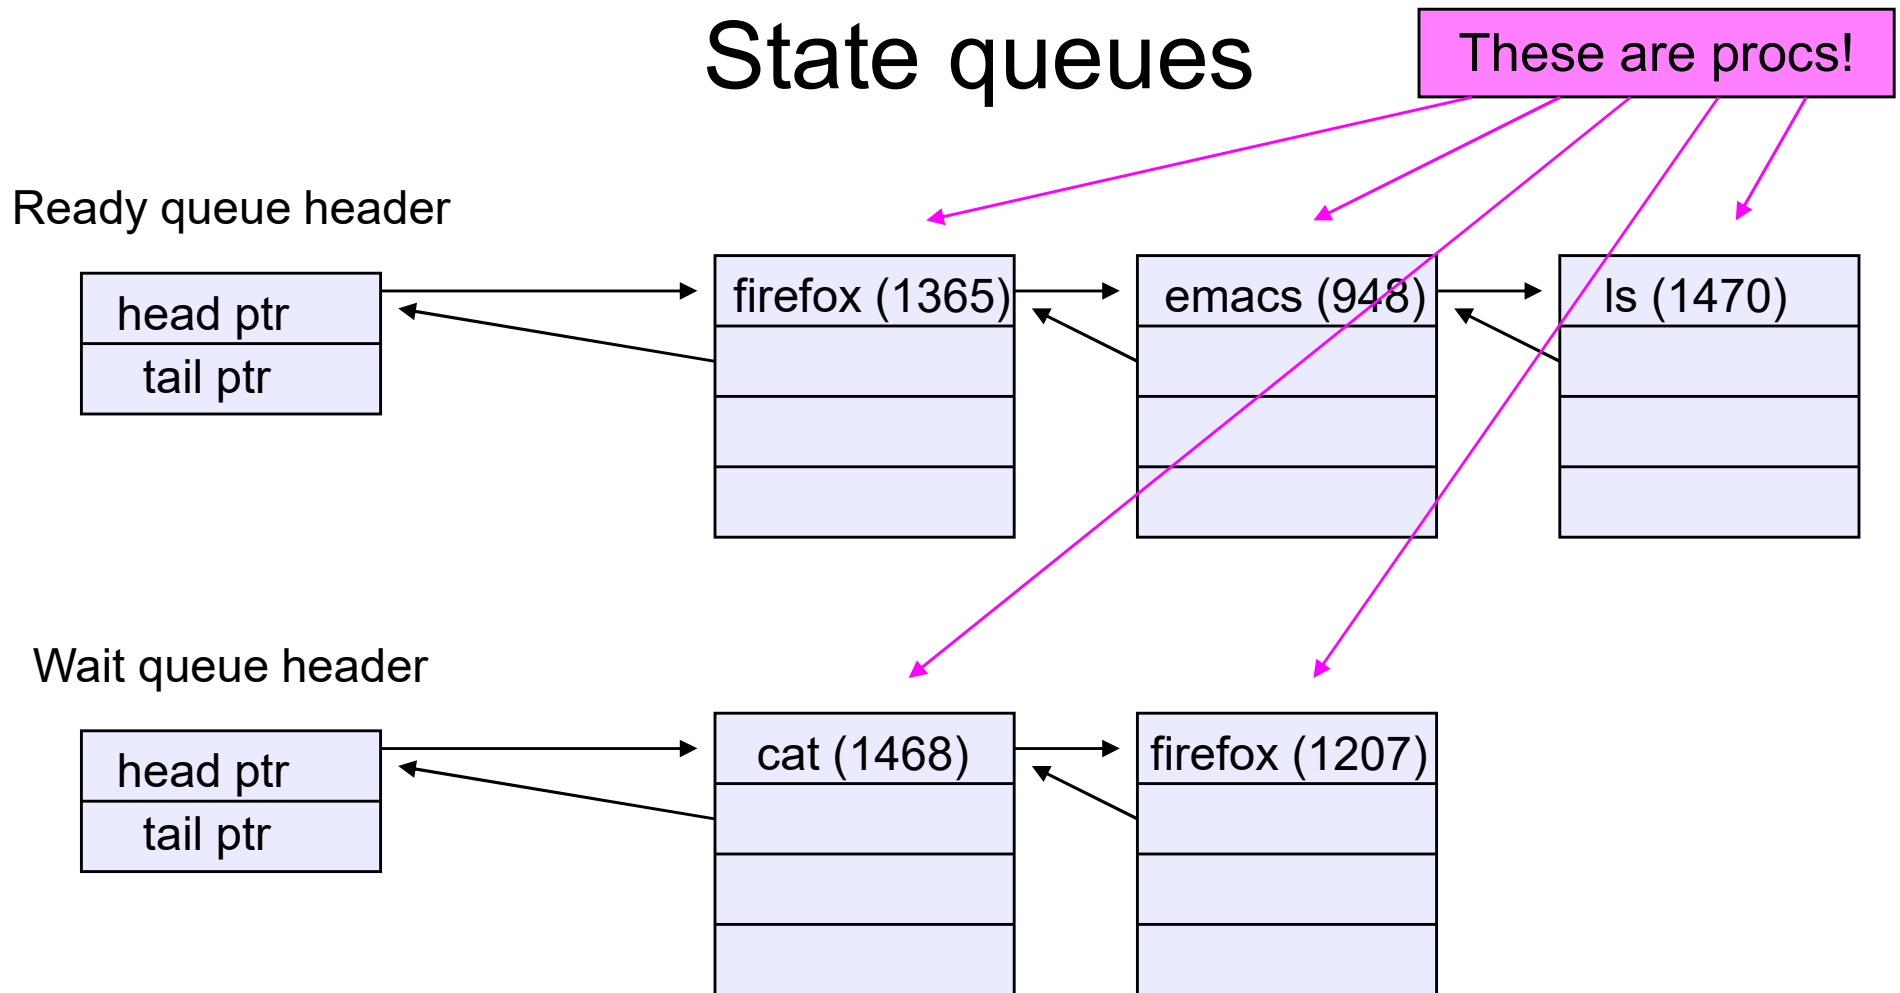 State queues
These are procs!
Ready queue header
head ptr
tail ptr
firefox (1365)
emacs (948)
ls (1470)
Wait queue header
head ptr
tail ptr
cat (1468)
firefox (1207)